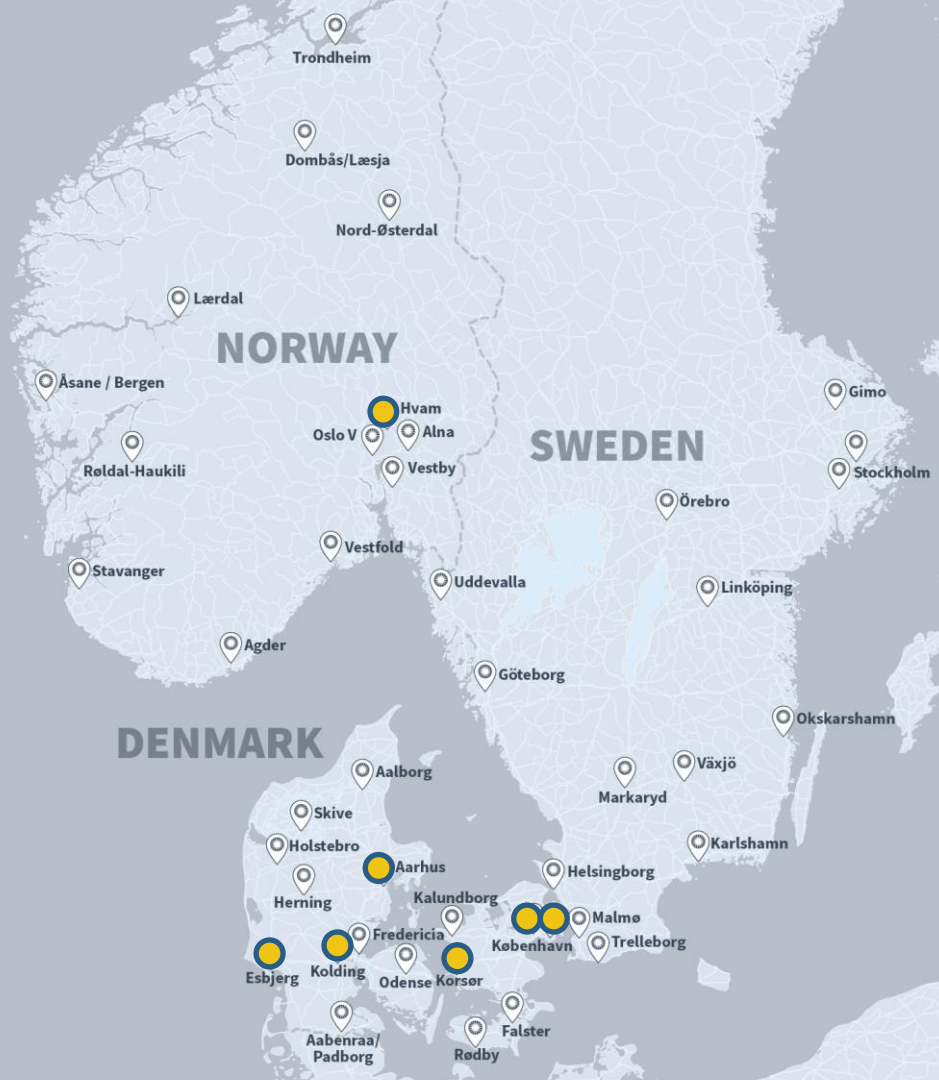 Trondheim
Dombås/Læsja
Nord-Østerdal
Lærdal
NORWAY
Åsane / Bergen
Gimo
Hvam
Oslo V
Alna
SWEDEN
Røldal-Haukili
Vestby
Stockholm
Örebro
Vestfold
Stavanger
Uddevalla
Linköping
Agder
Göteborg
Okskarshamn
DENMARK
Aalborg
Växjö
Markaryd
Skive
Holstebro
Karlshamn
Aarhus
Helsingborg
Herning
Kalundborg
Malmø
Fredericia
København
Trelleborg
Kolding
Esbjerg
Odense
Korsør
Falster
Aabenraa/
Padborg
Rødby